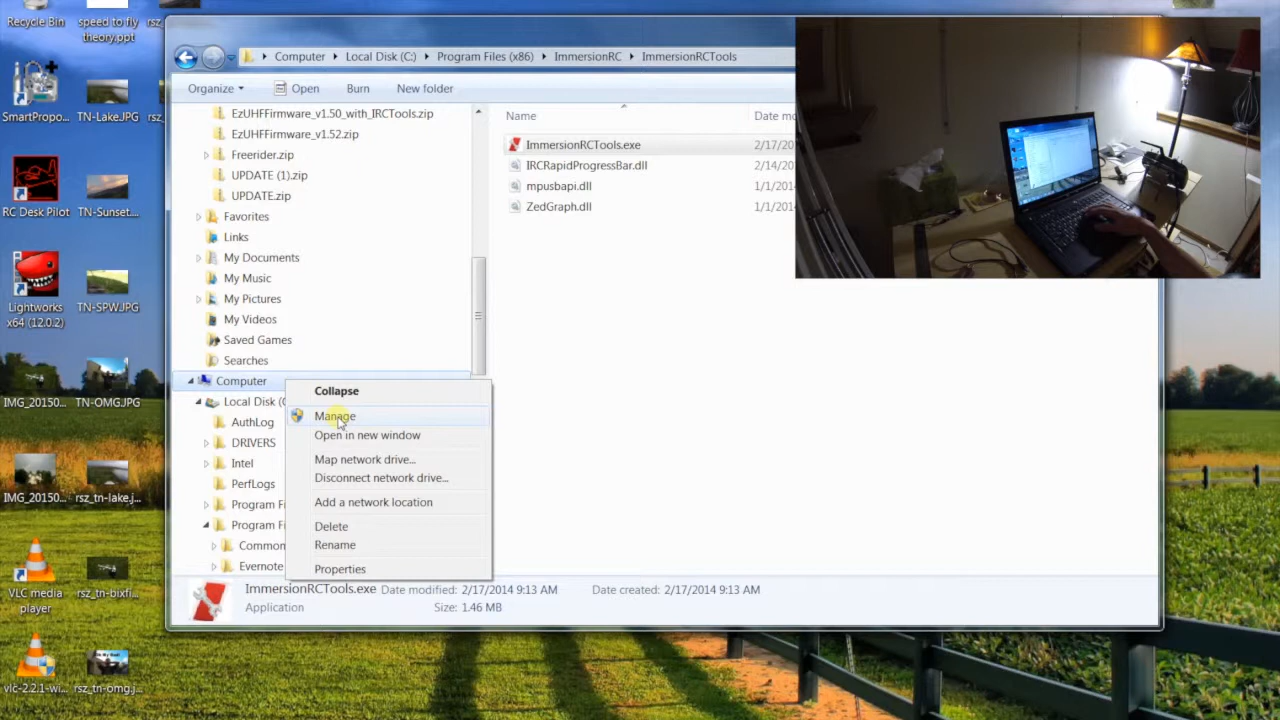 Recycle Bin
speed to fly
theory.ppt
rsz_
SmartPropo...
TN-Lake.JPG
rsz_
RC Desk Pilot
TN-Sunset....
Lightworks
x64 (12.0.2)
TN-SPW.JPG
IMG_20150...
TN-OMG.JPG
IMG_20150...
rsz_tn-lake.j...
VLC media
player
rsz_tn-bixfi...
vlc-2.2.1-wi...
rsz_tn-omg.j...
Computer
Local Disk (C:)
Program Files (x86)
ImmersionRC
ImmersionRCTools
Organize
Open
Burn
New folder
EzUHFFirmware_v1.50_with_IRCTools.zip
EzUHFFirmware_v1.52.zip
Freerider.zip
UPDATE (1).zip
UPDATE.zip
Favorites
Links
My Documents
My Music
My Pictures
My Videos
Saved Games
Searches
Computer
Local Disk (
AuthLog
DRIVERS
Intel
PerfLogs
Program Fi
Program Fi
Common
Evernote
Name
Date mo
ImmersionRCTools.exe
2/17/20
IRCRapidProgressBar.dll
2/14/20
mpusbapi.dll
1/1/201
ZedGraph.dll
1/1/201
Collapse
Manage
Open in new window
Map network drive...
Disconnect network drive...
Add a network location
Delete
Rename
Properties
ImmersionRCTools.exe
Date modified: 2/17/2014 9:13 AM
Date created: 2/17/2014 9:13 AM
Application
Size: 1.46 MB